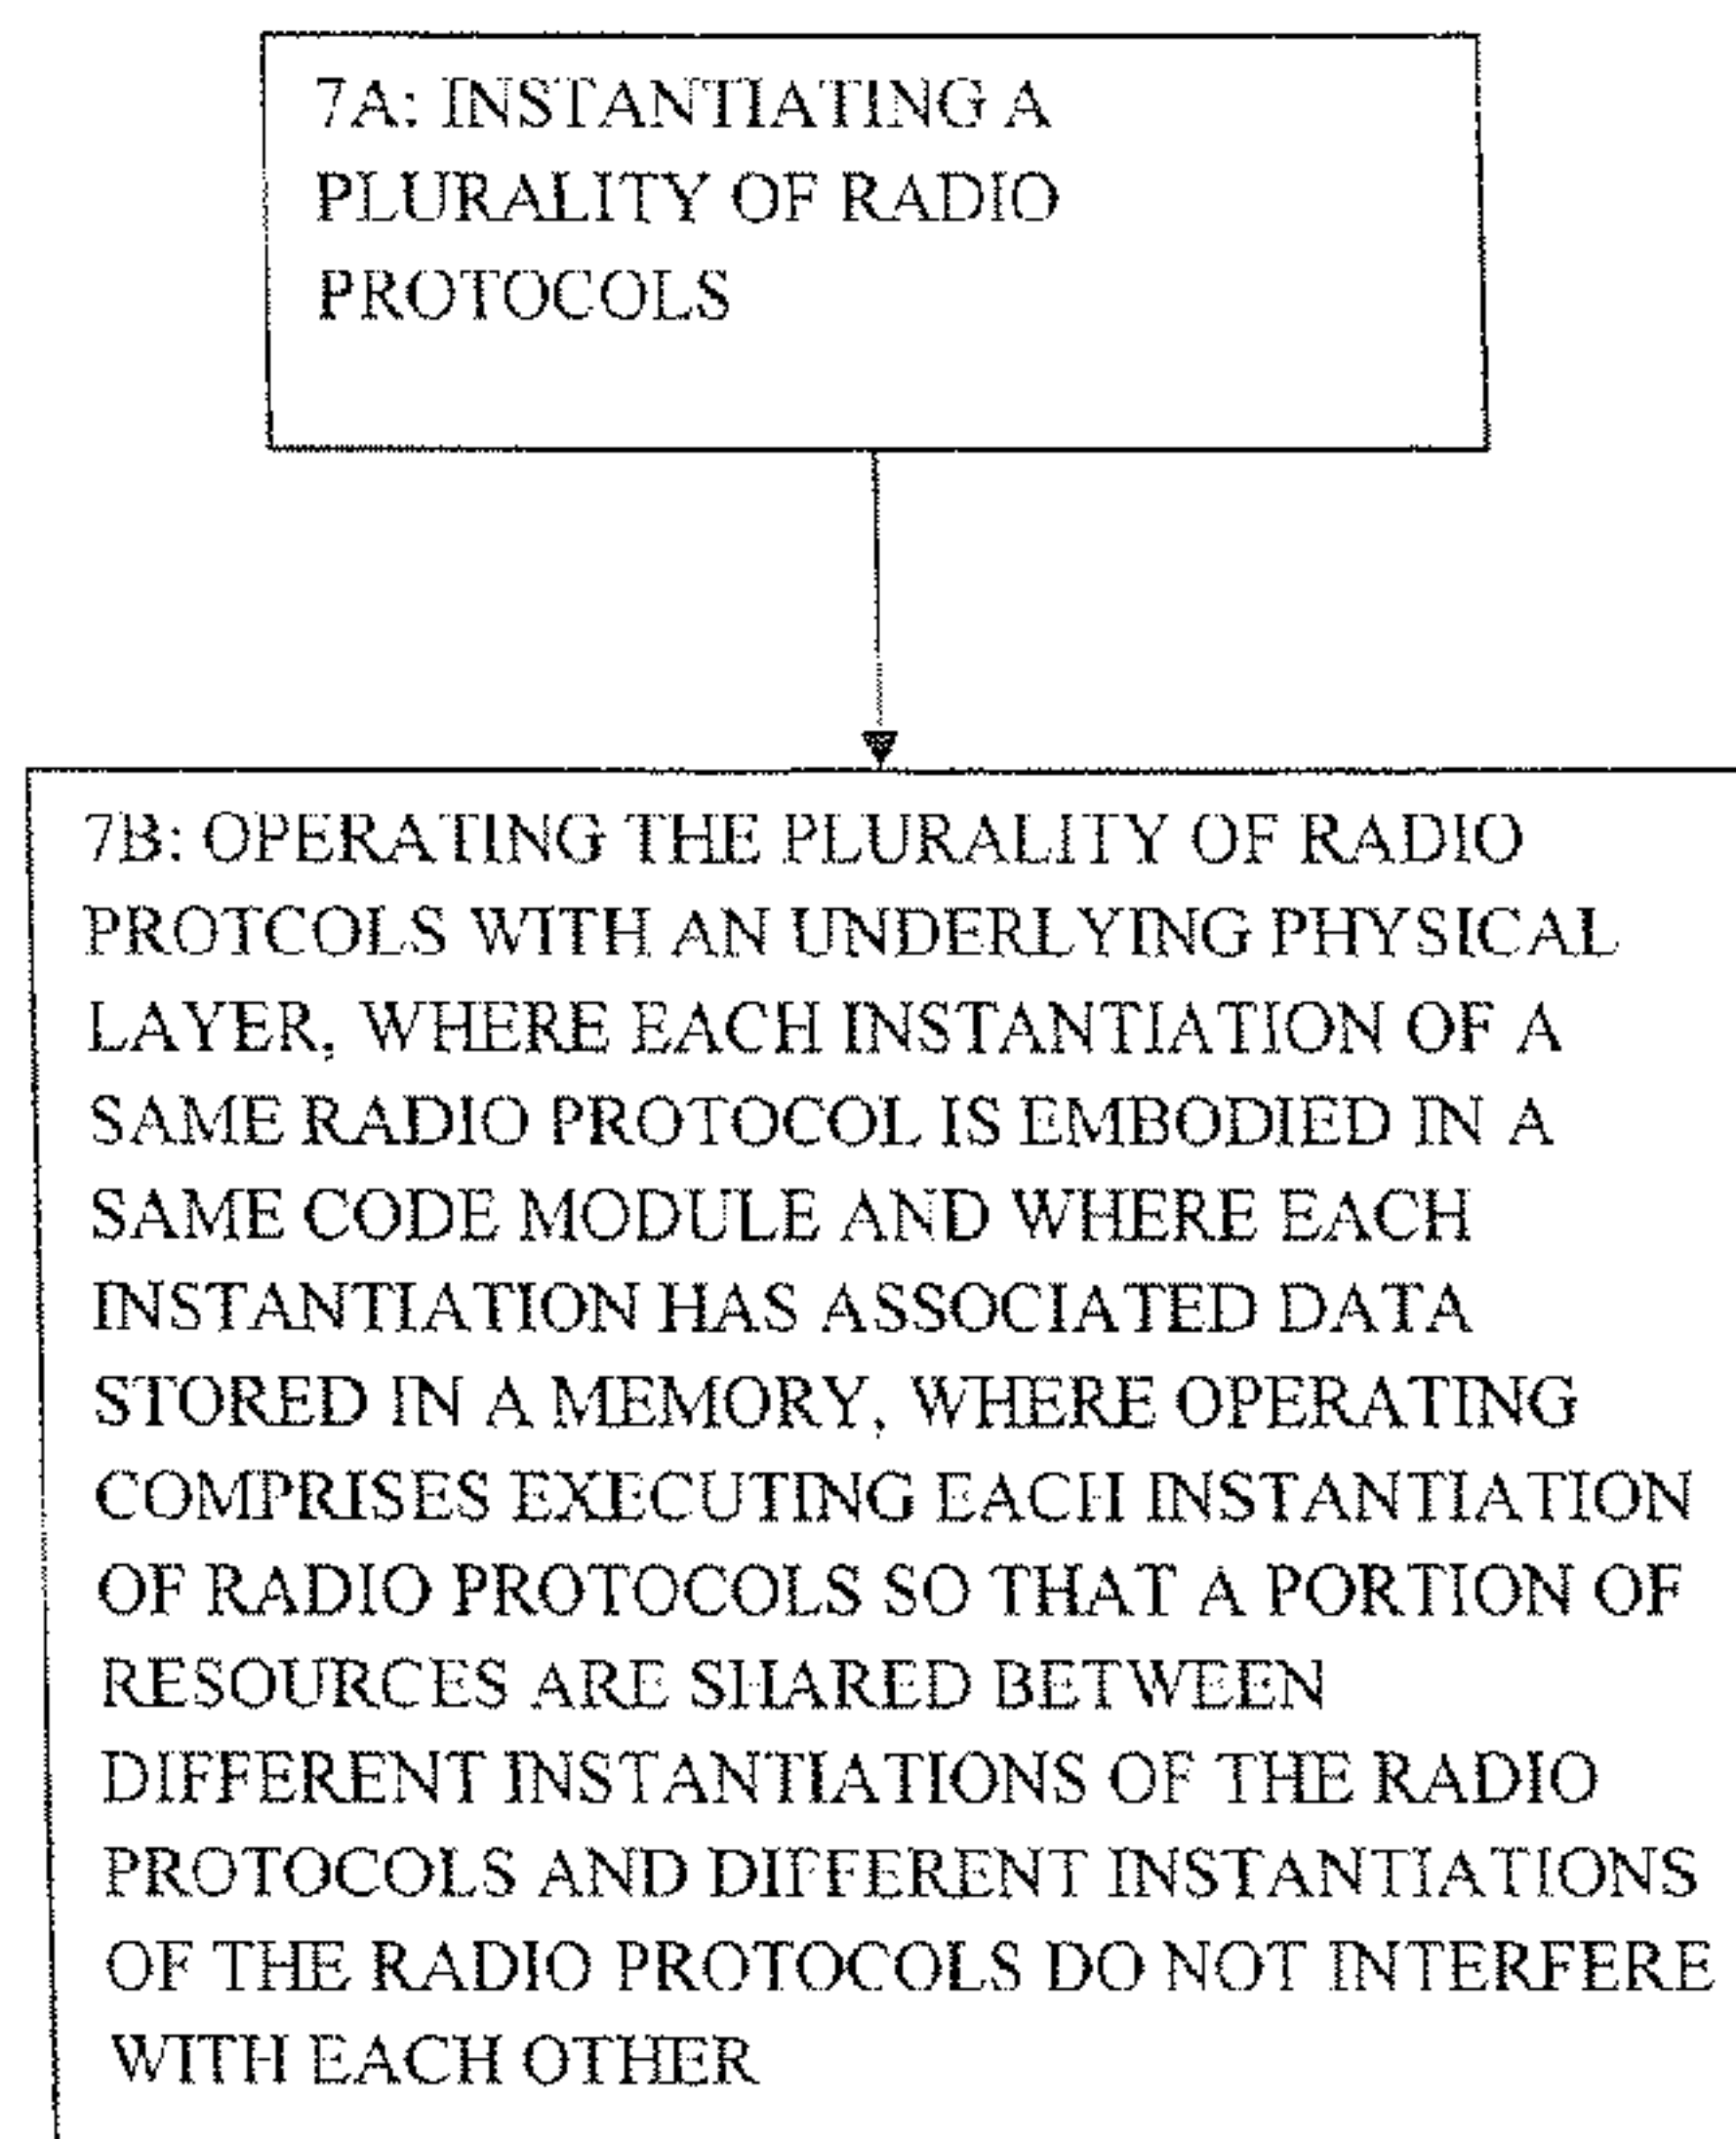 7A: INSTANTIATING A
PLURALITY OF RADIO
PROTOCOLS
7B: OPERATING THE PLURALITY OF RADIO
PROTCOLS WITH AN UNDERLYING PHYSICAL
LAYER, WHERE EACH INSTANTIATION OF A
SAME RADIO PROTOCOL IS EMBODIED IN A
SAME CODE MODULE AND WHERE EACH
INSTANTIATION HAS ASSOCIATED DATA
STORED IN A MEMORY, WHERE OPERATING
COMPRISES EXECUTING EACH INSTANTIATION
OF RADIO PROTOCOLS SO THAT A PORTION OF
RESOURCES ARE SHARED BETWEEN
DIFFERENT INSTANTIATIONS OF THE RADIO
PROTOCOLS AND DIFFERENT INSTANTIATIONS
OF THE RADIO PROTOCOLS DO NOT INTERFERE
WITH EACH OTHER